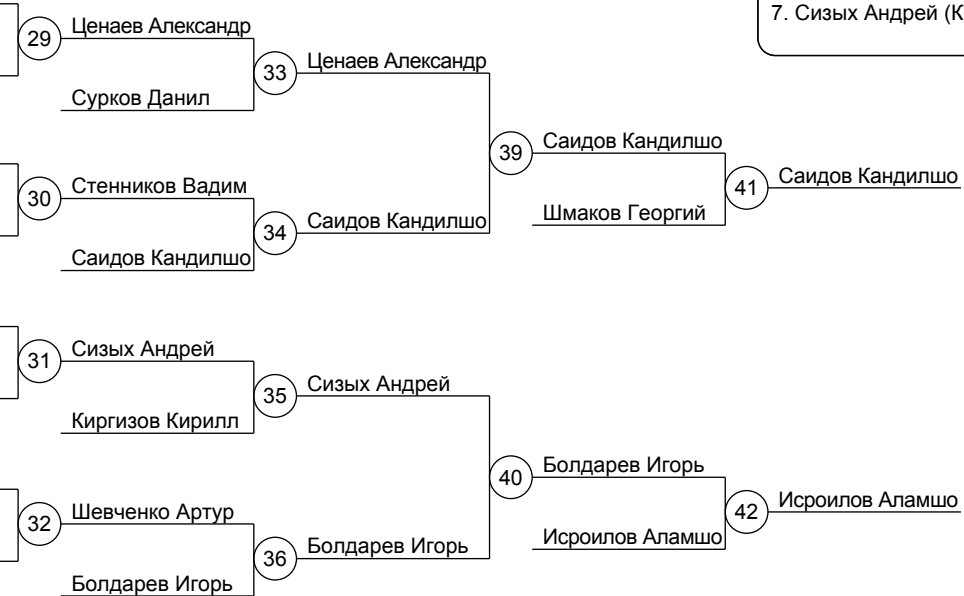 7. Сизых Андрей (К
29
Ценаев Александр
33
Ценаев Александр
Сурков Данил
39
Саидов Кандилшо
41
Саидов Кандилшо
30
Стенников Вадим
34
Саидов Кандилшо
Шмаков Георгий
Саидов Кандилшо
31
Сизых Андрей
35
Сизых Андрей
Киргизов Кирилл
40
Болдарев Игорь
42
Исроилов Аламшо
32
Шевченко Артур
36
Болдарев Игорь
Исроилов Аламшо
Болдарев Игорь